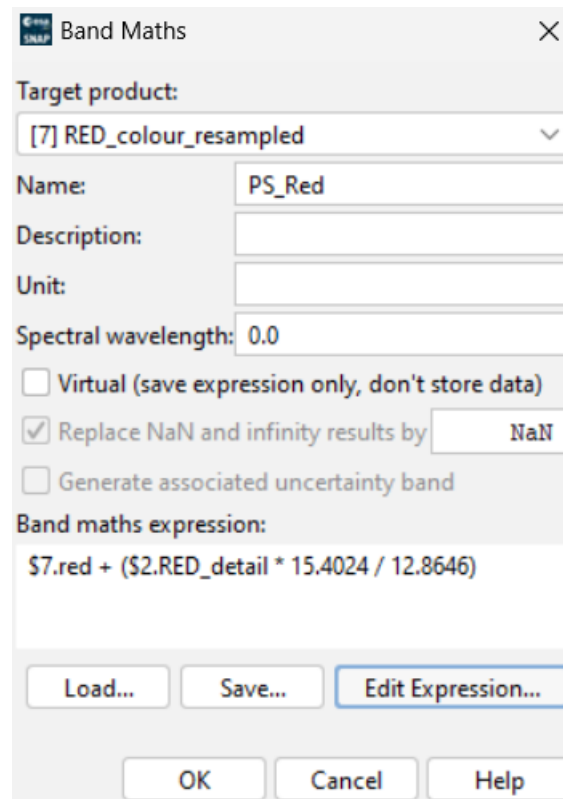 esa
SNAP
Band Maths
Target product:
[7] RED_colour_resampled
Name: PS_Red
Description:
Unit:
Spectral wavelength: 0.0
Virtual (save expression only, don't store data)
Replace NaN and infinity results by NaN
Generate associated uncertainty band
Band maths expression:
$7.red + ($2.RED_detail * 15.4024 / 12.8646)
Load... Save... Edit Expression...
OK Cancel Help